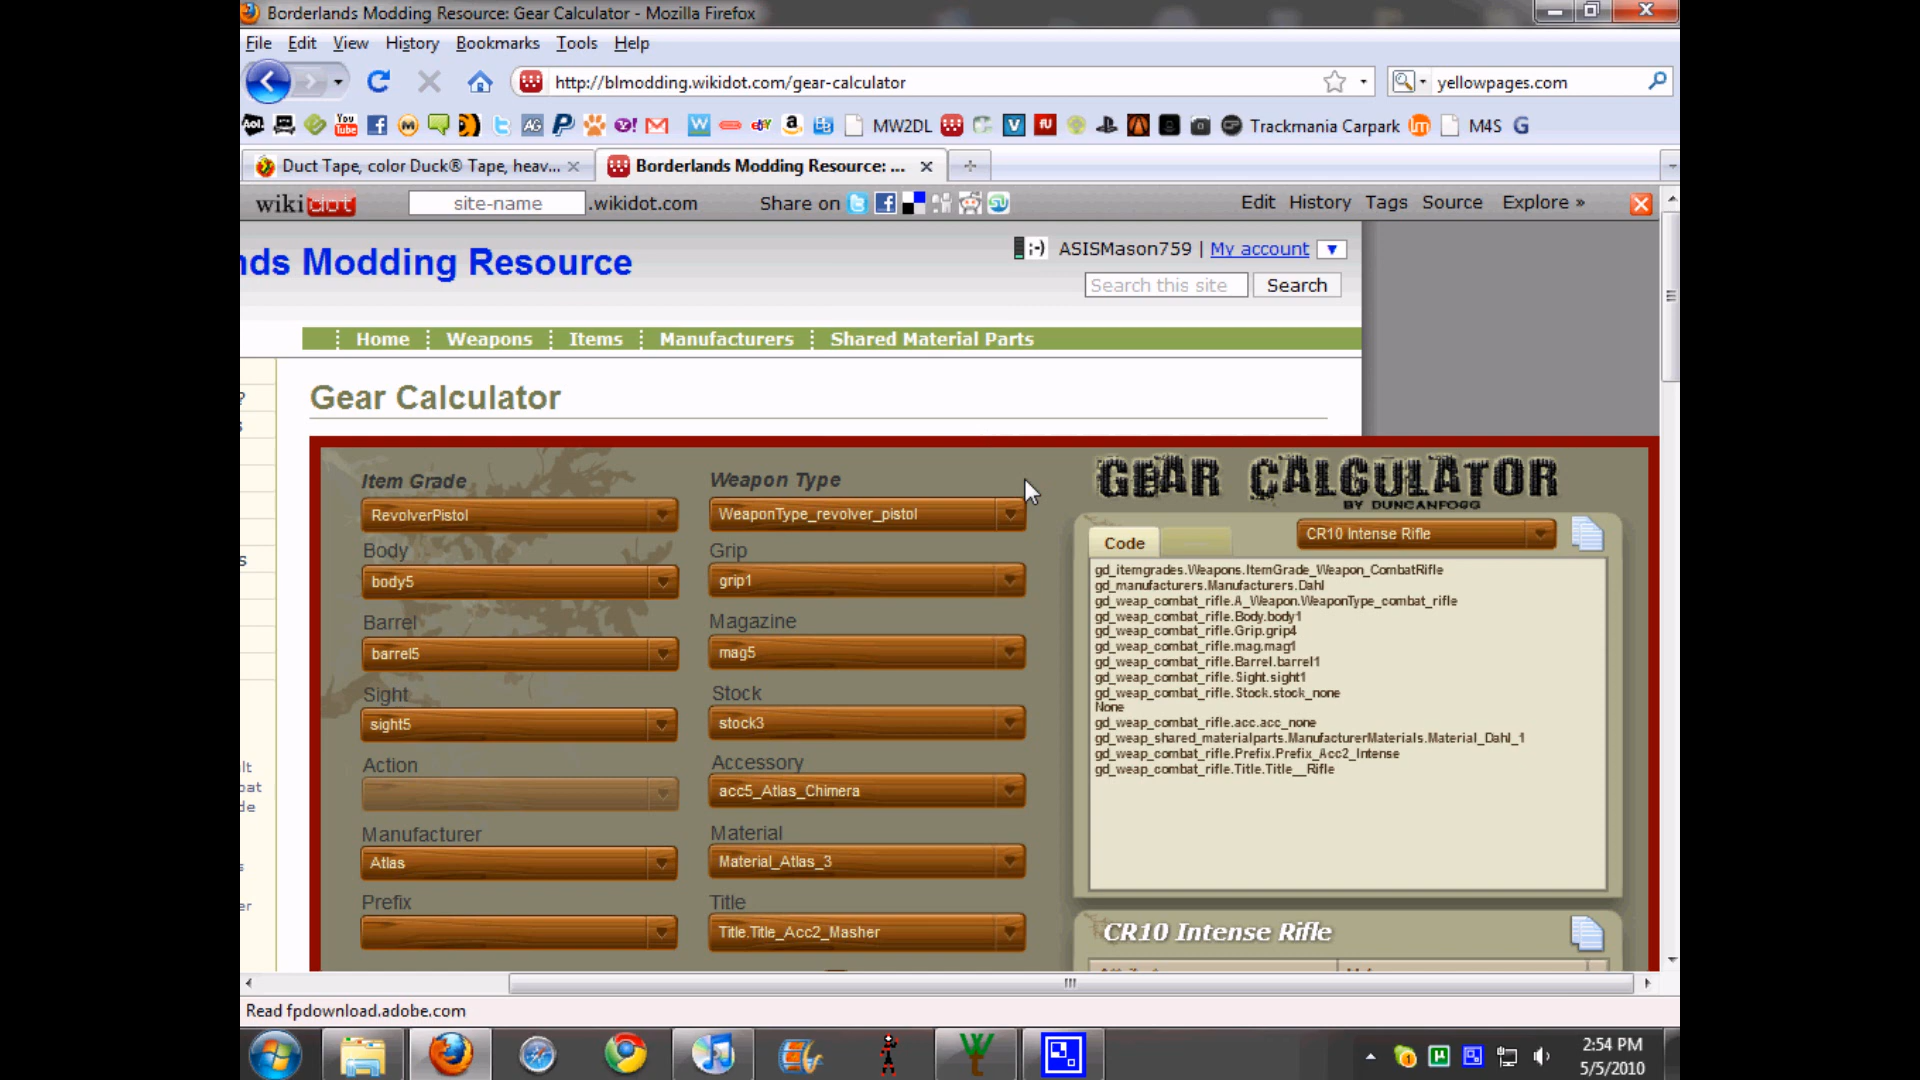 Borderlands Modding Resource: Gear Calculator - Mozilla Firefox
File Edit View History Bookmarks Tools Help
http://blmodding.wikidot.com/gear-calculator
yellowpages.com
Aol. You Tube AG W ebY MW2DL V fU Trackmania Carpark M4S G
Duct Tape, color Duck® Tape, heav...
Borderlands Modding Resource: ...
wikidot site-name .wikidot.com Share on Edit History Tags Source Explore »
nds Modding Resource
ASISMason759 | My account
Search this site Search
Home Weapons Items Manufacturers Shared Material Parts
?
s
Gear Calculator
GEAR CALCULATOR
BY DUNCANFOGG
Item Grade Weapon Type
RevolverPistol WeaponType_revolver_pistol
Body Grip
body5 grip1
Barrel Magazine
barrel5 mag5
Sight Stock
sight5 stock3
Action Accessory
acc5_Atlas_Chimera
Manufacturer Material
Atlas Material_Atlas_3
Prefix Title
Title.Title_Acc2_Masher
Code CR10 Intense Rifle
gd_itemgrades.Weapons.ItemGrade_Weapon_CombatRifle
gd_manufacturers.Manufacturers.Dahl
gd_weap_combat_rifle.A_Weapon.WeaponType_combat_rifle
gd_weap_combat_rifle.Body.body1
gd_weap_combat_rifle.Grip.grip4
gd_weap_combat_rifle.mag.mag1
gd_weap_combat_rifle.Barrel.barrel1
gd_weap_combat_rifle.Sight.sight1
gd_weap_combat_rifle.Stock.stock_none
None
gd_weap_combat_rifle.acc.acc_none
gd_weap_shared_materialparts.ManufacturerMaterials.Material_Dahl_1
gd_weap_combat_rifle.Prefix.Prefix_Acc2_Intense
gd_weap_combat_rifle.Title.Title__Rifle
CR10 Intense Rifle
Read fpdownload.adobe.com
2:54 PM
5/5/2010